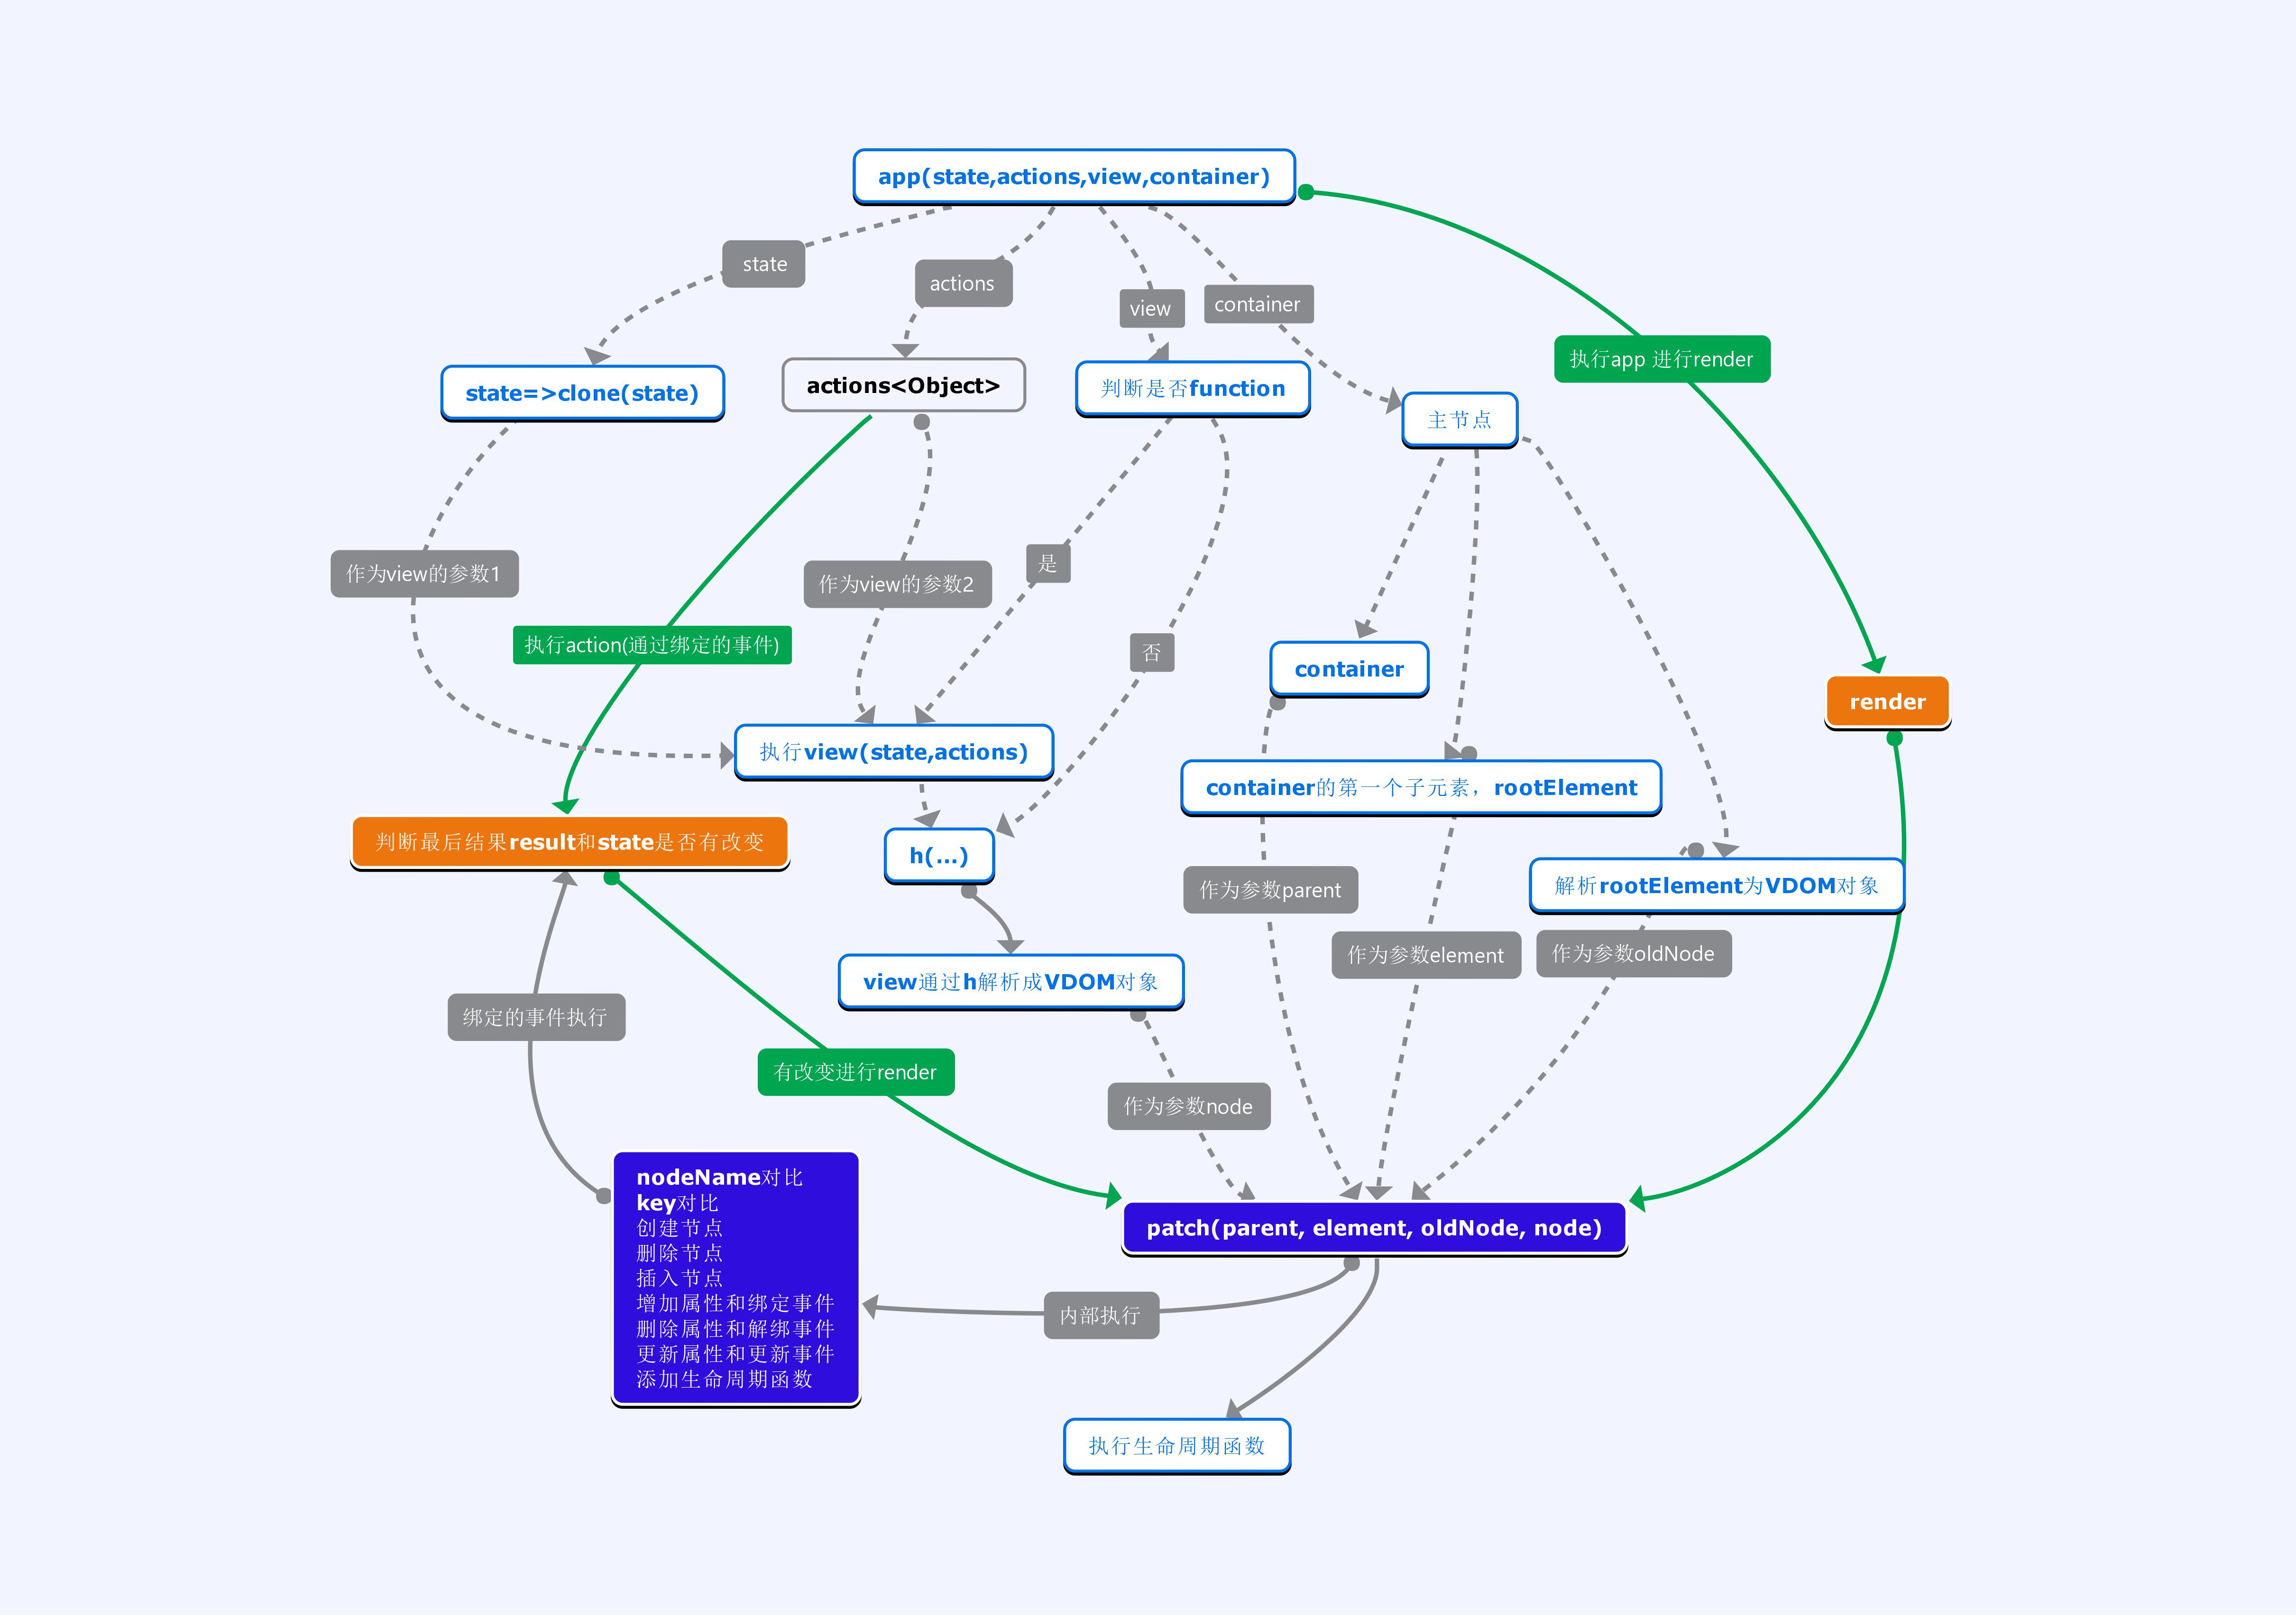 app(state,actions,view,container)
state
actions
view
container
执行app 进行render
state=>clone(state)
actions<Object>
判断是否function
主节点
作为view的参数1
作为view的参数2
是
执行action(通过绑定的事件)
否
container
render
执行view(state,actions)
container的第一个子元素，rootElement
判断最后结果result和state是否有改变
h(...)
作为参数parent
解析rootElement为VDOM对象
作为参数element
作为参数oldNode
view通过h解析成VDOM对象
绑定的事件执行
有改变进行render
作为参数node
nodeName对比
key对比
创建节点
删除节点
插入节点
增加属性和绑定事件
删除属性和解绑事件
更新属性和更新事件
添加生命周期函数
patch(parent, element, oldNode, node)
内部执行
执行生命周期函数